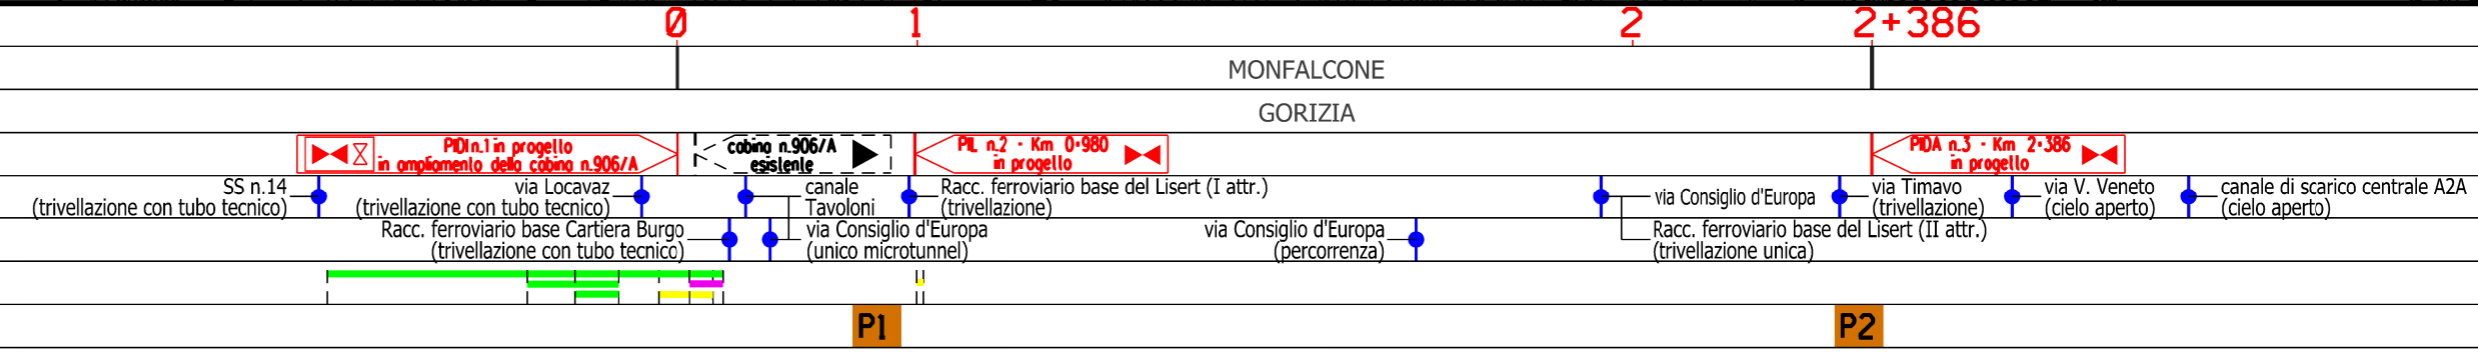 0 1 2 2+386
MONFALCONE
GORIZIA
PIDI n.1 in progetto
in ampliamento della cabina n.906/A
cabina n.906/A
esistente
PIL n.2 - Km 0+980
in progetto
PIDA n.3 - Km 2+386
in progetto
SS n.14
(trivellazione con tubo tecnico)
via Locavaz
(trivellazione con tubo tecnico)
canale
Tavoloni
Racc. ferroviario base del Lisert (I attr.)
(trivellazione)
via Consiglio d'Europa
via Timavo
(trivellazione)
via V. Veneto
(cielo aperto)
canale di scarico centrale A2A
(cielo aperto)
Racc. ferroviario base Cartiera Burgo
(trivellazione con tubo tecnico)
via Consiglio d'Europa
(unico microtunnel)
via Consiglio d'Europa
(percorrenza)
Racc. ferroviario base del Lisert (II attr.)
(trivellazione unica)
P1 P2